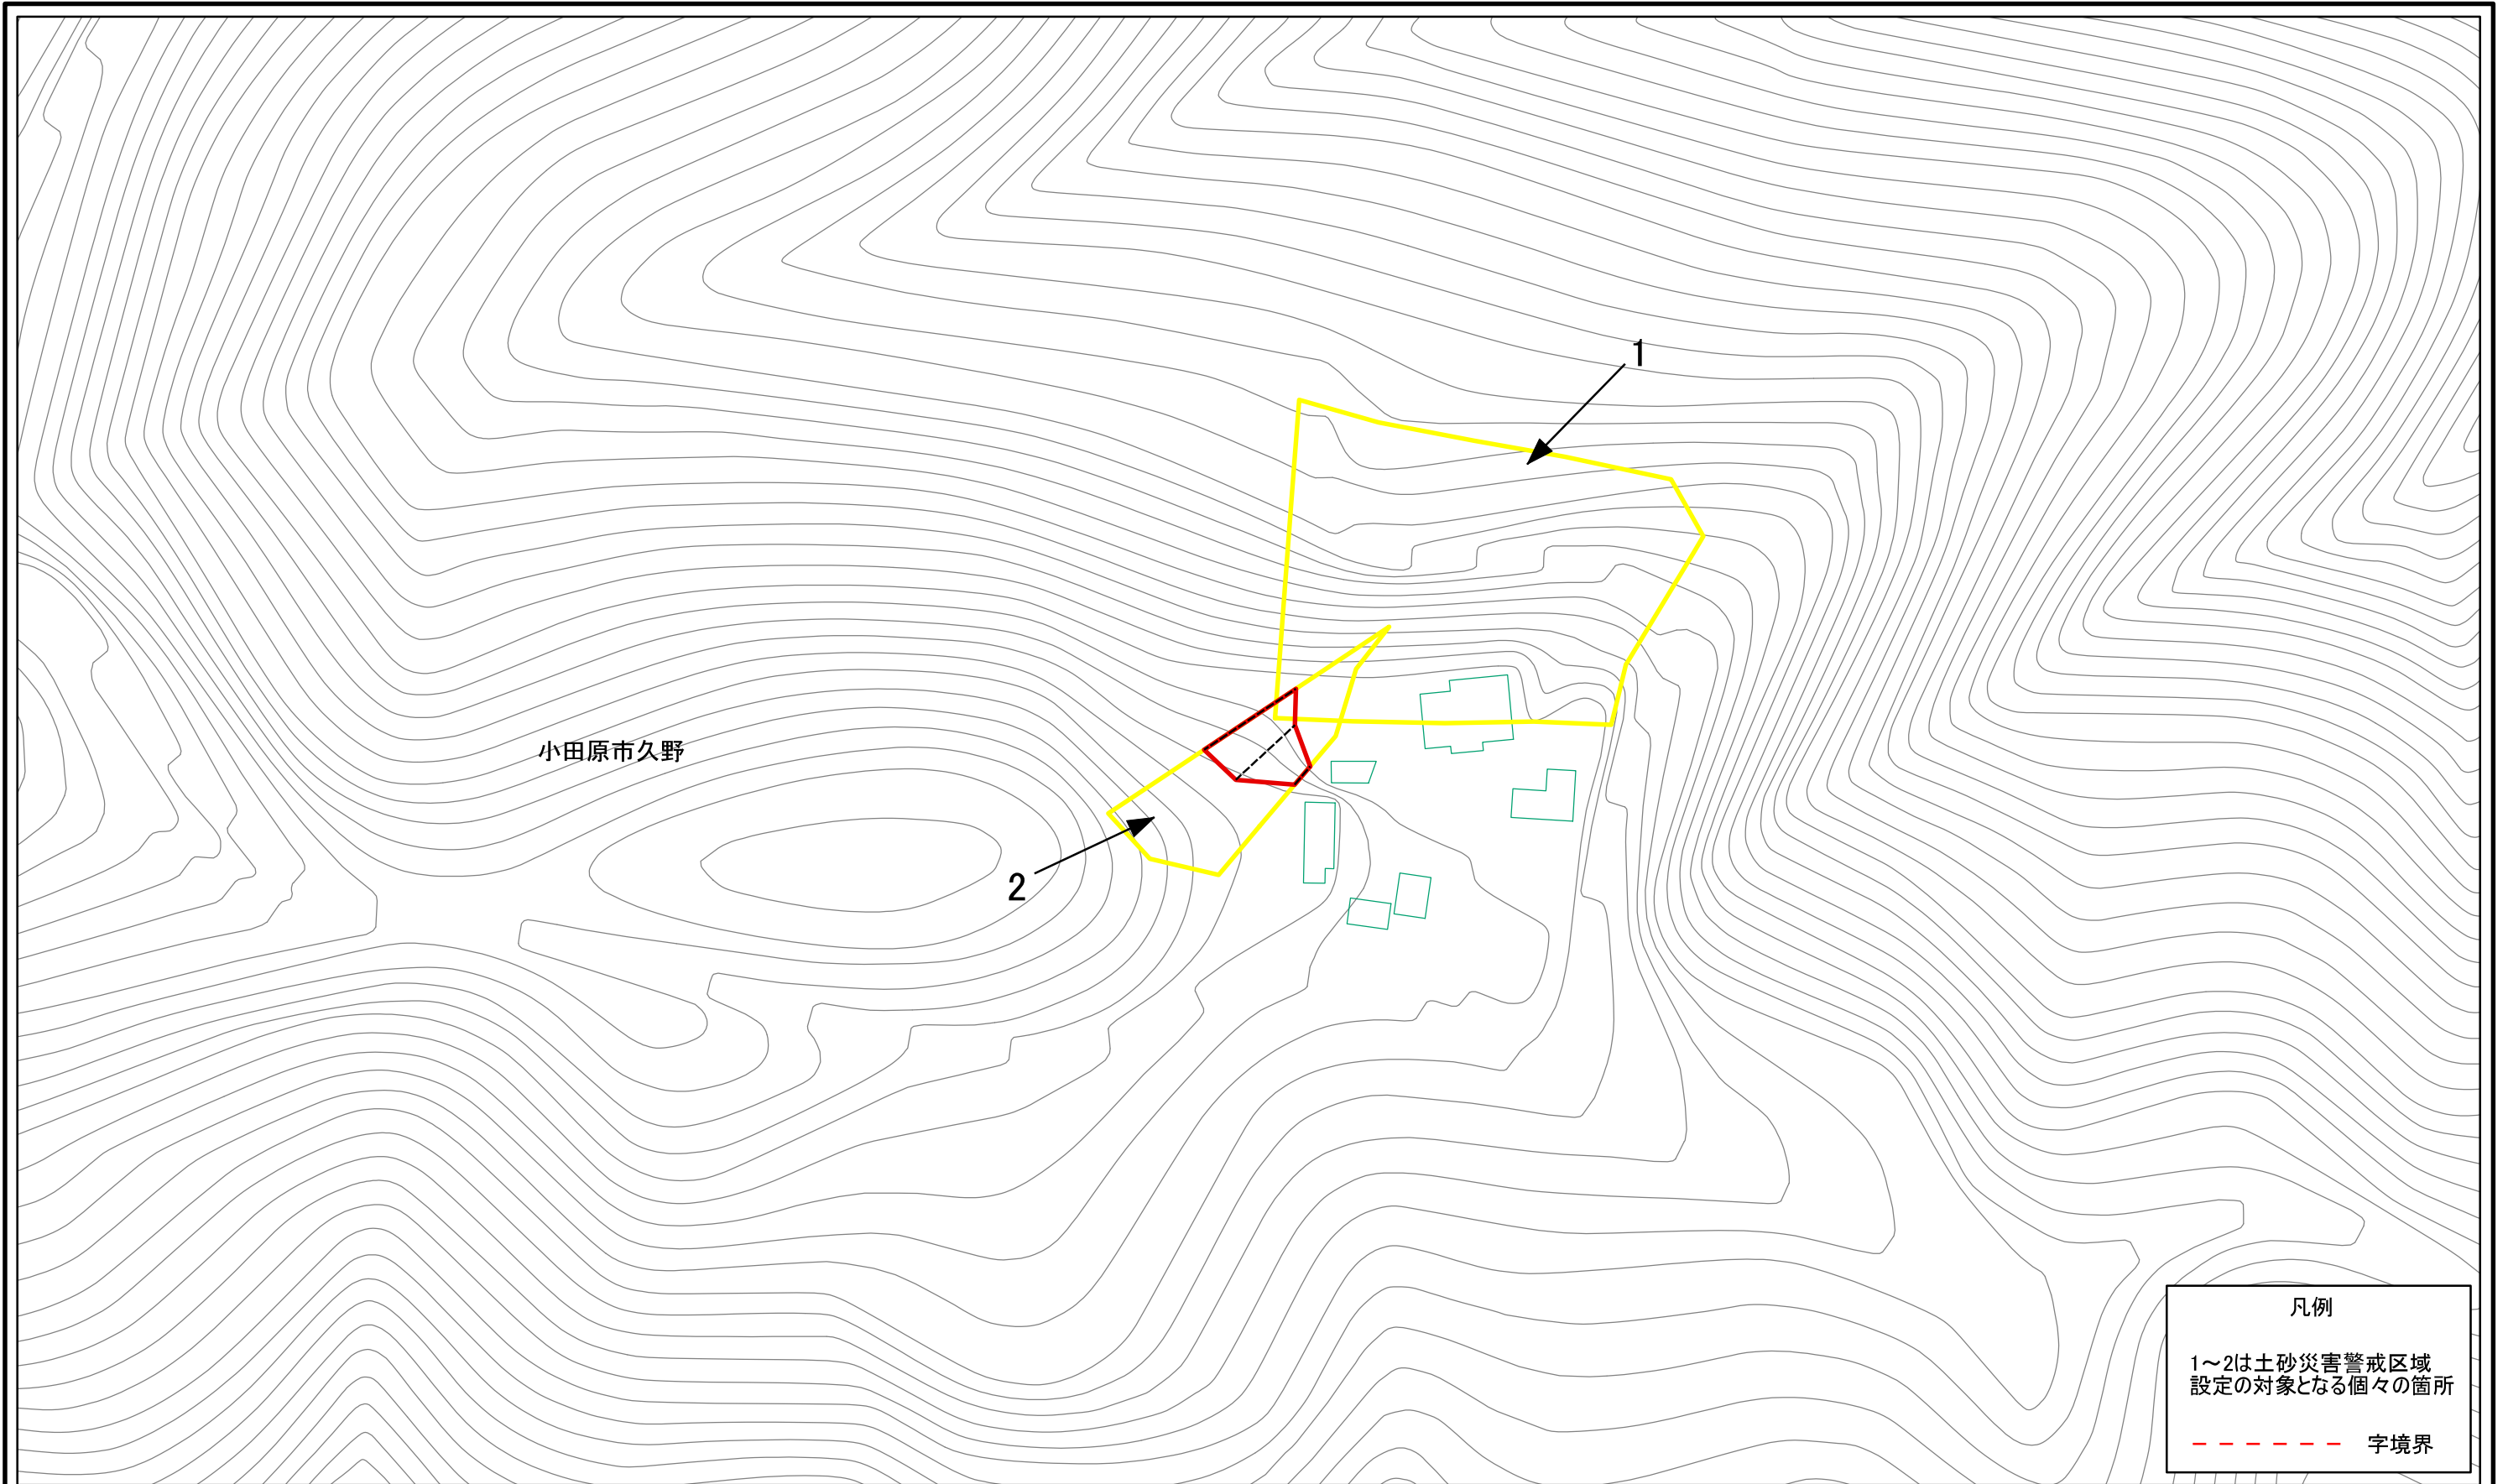 1
小田原市久野
2
凡例
1～2は土砂災害警戒区域
設定の対象となる個々の箇所
字境界